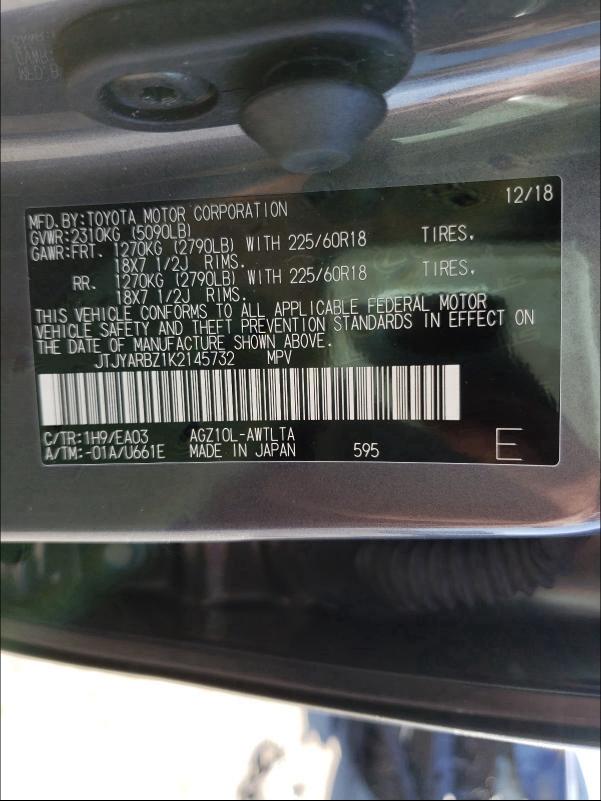 12/18
MFD.BY:TOYOTA MOTOR CORPORATION
GVWR:2310KG (5090LB)
GAWR:FRT. 1270KG (2790LB) WITH 225/60R18 TIRES,
18X7 1/2J RIMS.
RR. 1270KG (2790LB) WITH 225/60R18 TIRES,
18X7 1/2J RIMS.
THIS VEHICLE CONFORMS TO ALL APPLICABLE FEDERAL MOTOR
VEHICLE SAFETY AND THEFT PREVENTION STANDARDS IN EFFECT ON
THE DATE OF MANUFACTURE SHOWN ABOVE.
JTJYARBZ1K2145732 MPV
C/TR:1H9/EA03 AGZ10L-AWTLTA
A/TM:-01A/U661E MADE IN JAPAN 595 E